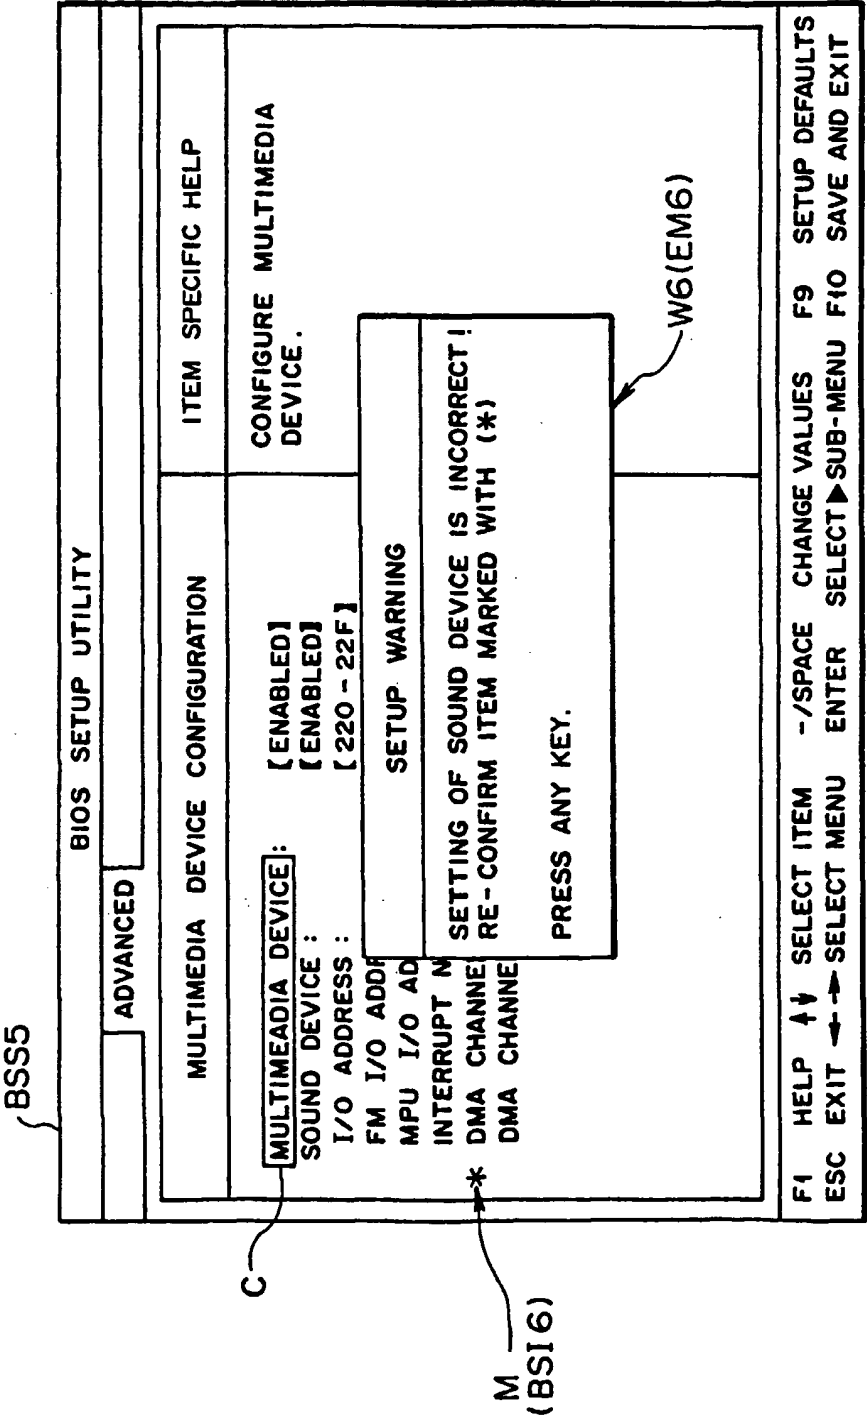 BSS5
BIOS SETUP UTILITY
ADVANCED
MULTIMEDIA DEVICE CONFIGURATION
ITEM SPECIFIC HELP
C
MULTIMEADIA DEVICE: [ENABLED]
SOUND DEVICE: [ENABLED]
I/O ADDRESS: [220-22F]
FM I/O ADDR
MPU I/O AD
INTERRUPT N
* DMA CHANNE
DMA CHANNE
CONFIGURE MULTIMEDIA
DEVICE.
SETUP WARNING
SETTING OF SOUND DEVICE IS INCORRECT!
RE-CONFIRM ITEM MARKED WITH (*)
PRESS ANY KEY.
W6(EM6)
M
(BSI6)
F1 HELP ↑↓ SELECT ITEM -/SPACE CHANGE VALUES F9 SETUP DEFAULTS
ESC EXIT ←→ SELECT MENU ENTER SELECT▶SUB-MENU F10 SAVE AND EXIT